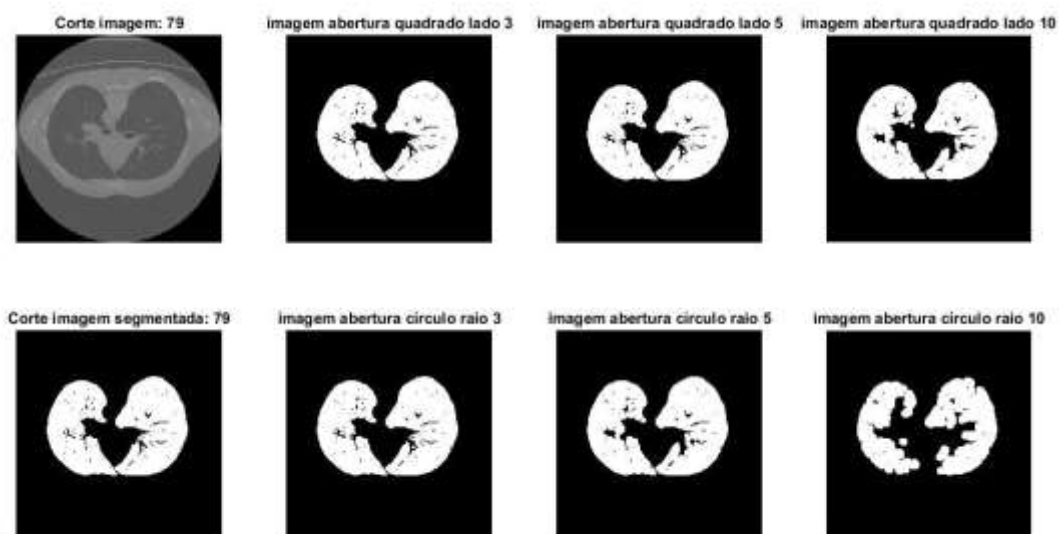 Corte imagem: 79
imagem abertura quadrado lado 3
imagem abertura quadrado lado 5
imagem abertura quadrado lado 10
Corte imagem segmentada: 79
imagem abertura circulo raio 3
imagem abertura circulo raio 5
imagem abertura circulo raio 10